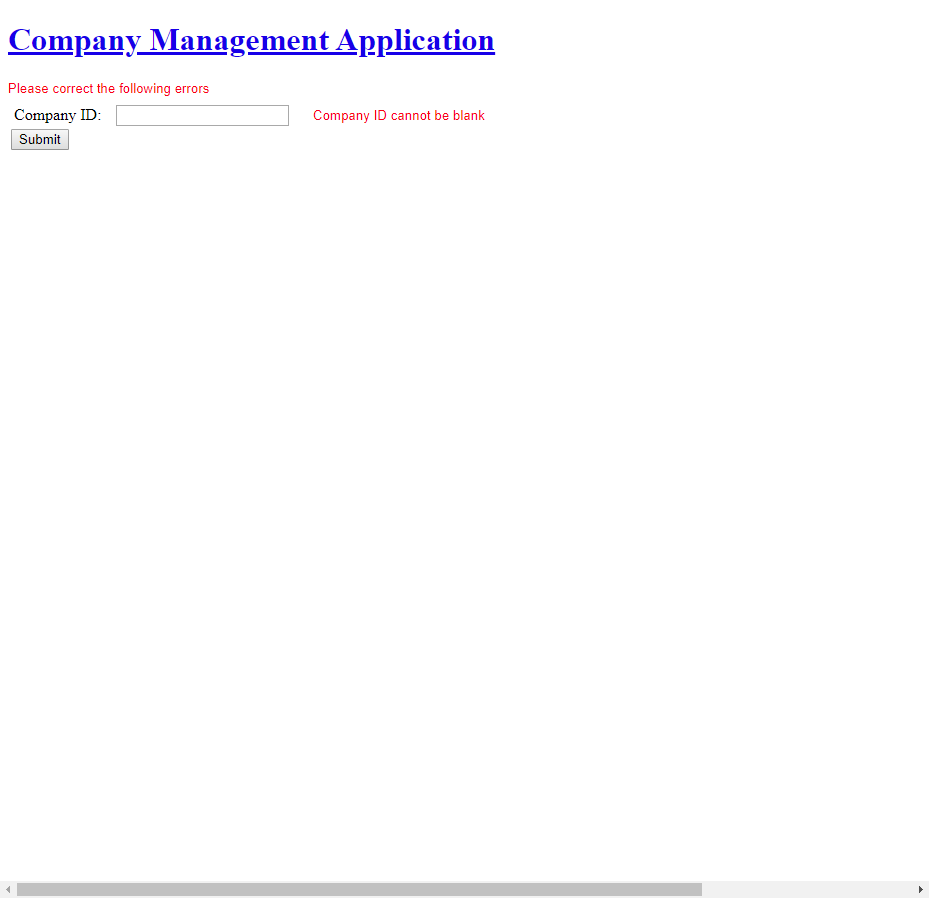 Company Management Application
Please correct the following errors
Company ID: Company ID cannot be blank
Submit